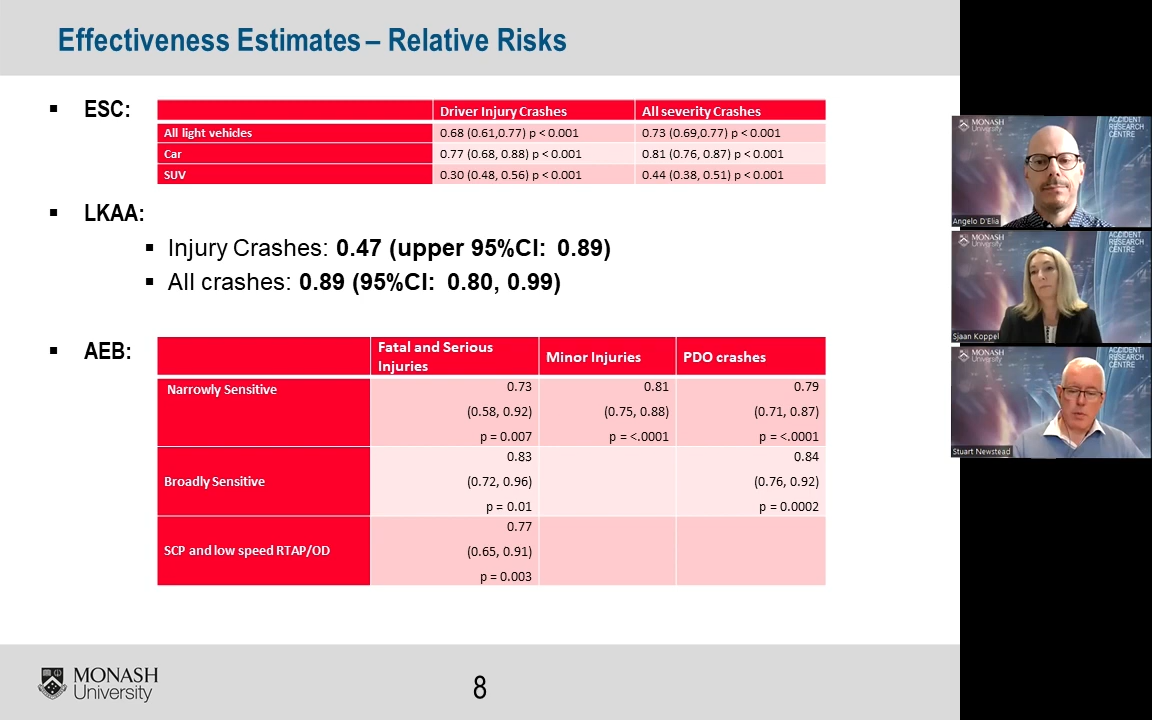 Effectiveness Estimates – Relative Risks
▪ ESC:
Driver Injury Crashes All severity Crashes
All light vehicles 0.68 (0.61,0.77) p < 0.001 0.73 (0.69,0.77) p < 0.001
Car 0.77 (0.68, 0.88) p < 0.001 0.81 (0.76, 0.87) p < 0.001
SUV 0.30 (0.48, 0.56) p < 0.001 0.44 (0.38, 0.51) p < 0.001
▪ LKAA:
▪ Injury Crashes: 0.47 (upper 95%CI: 0.89)
▪ All crashes: 0.89 (95%CI: 0.80, 0.99)
▪ AEB:
Fatal and Serious
Injuries
Minor Injuries PDO crashes
Narrowly Sensitive 0.73 0.81 0.79
(0.58, 0.92) (0.75, 0.88) (0.71, 0.87)
p = 0.007 p = <.0001 p = <.0001
0.83 0.84
Broadly Sensitive (0.72, 0.96) (0.76, 0.92)
p = 0.01 p = 0.0002
0.77
SCP and low speed RTAP/OD (0.65, 0.91)
p = 0.003
MONASH
University
8
MONASH
University
ACCIDENT
RESEARCH
CENTRE
Angelo D'Elia
MONASH
University
ACCIDENT
RESEARCH
CENTRE
Sjaan Koppel
MONASH
University
ACCIDENT
RESEARCH
CENTRE
Stuart Newstead